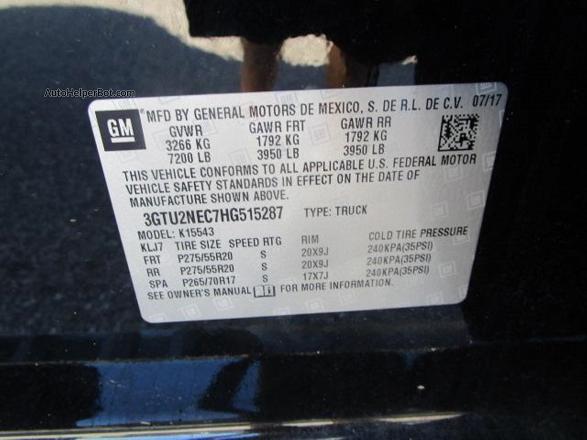 AutoHelperBot.com
GM
MFD BY GENERAL MOTORS DE MEXICO, S. DE R.L. DE C.V. 07/17
GVWR GAWR FRT GAWR RR
3266 KG 1792 KG 1792 KG
7200 LB 3950 LB 3950 LB
THIS VEHICLE CONFORMS TO ALL APPLICABLE U.S. FEDERAL MOTOR
VEHICLE SAFETY STANDARDS IN EFFECT ON THE DATE OF
MANUFACTURE SHOWN ABOVE.
3GTU2NEC7HG515287 TYPE: TRUCK
MODEL: K15543
KLJ7 TIRE SIZE SPEED RTG RIM COLD TIRE PRESSURE
FRT P275/55R20 S 20X9J 240KPA(35PSI)
RR P275/55R20 S 20X9J 240KPA(35PSI)
SPA P265/70R17 S 17X7J 240KPA(35PSI)
SEE OWNER'S MANUAL FOR MORE INFORMATION.